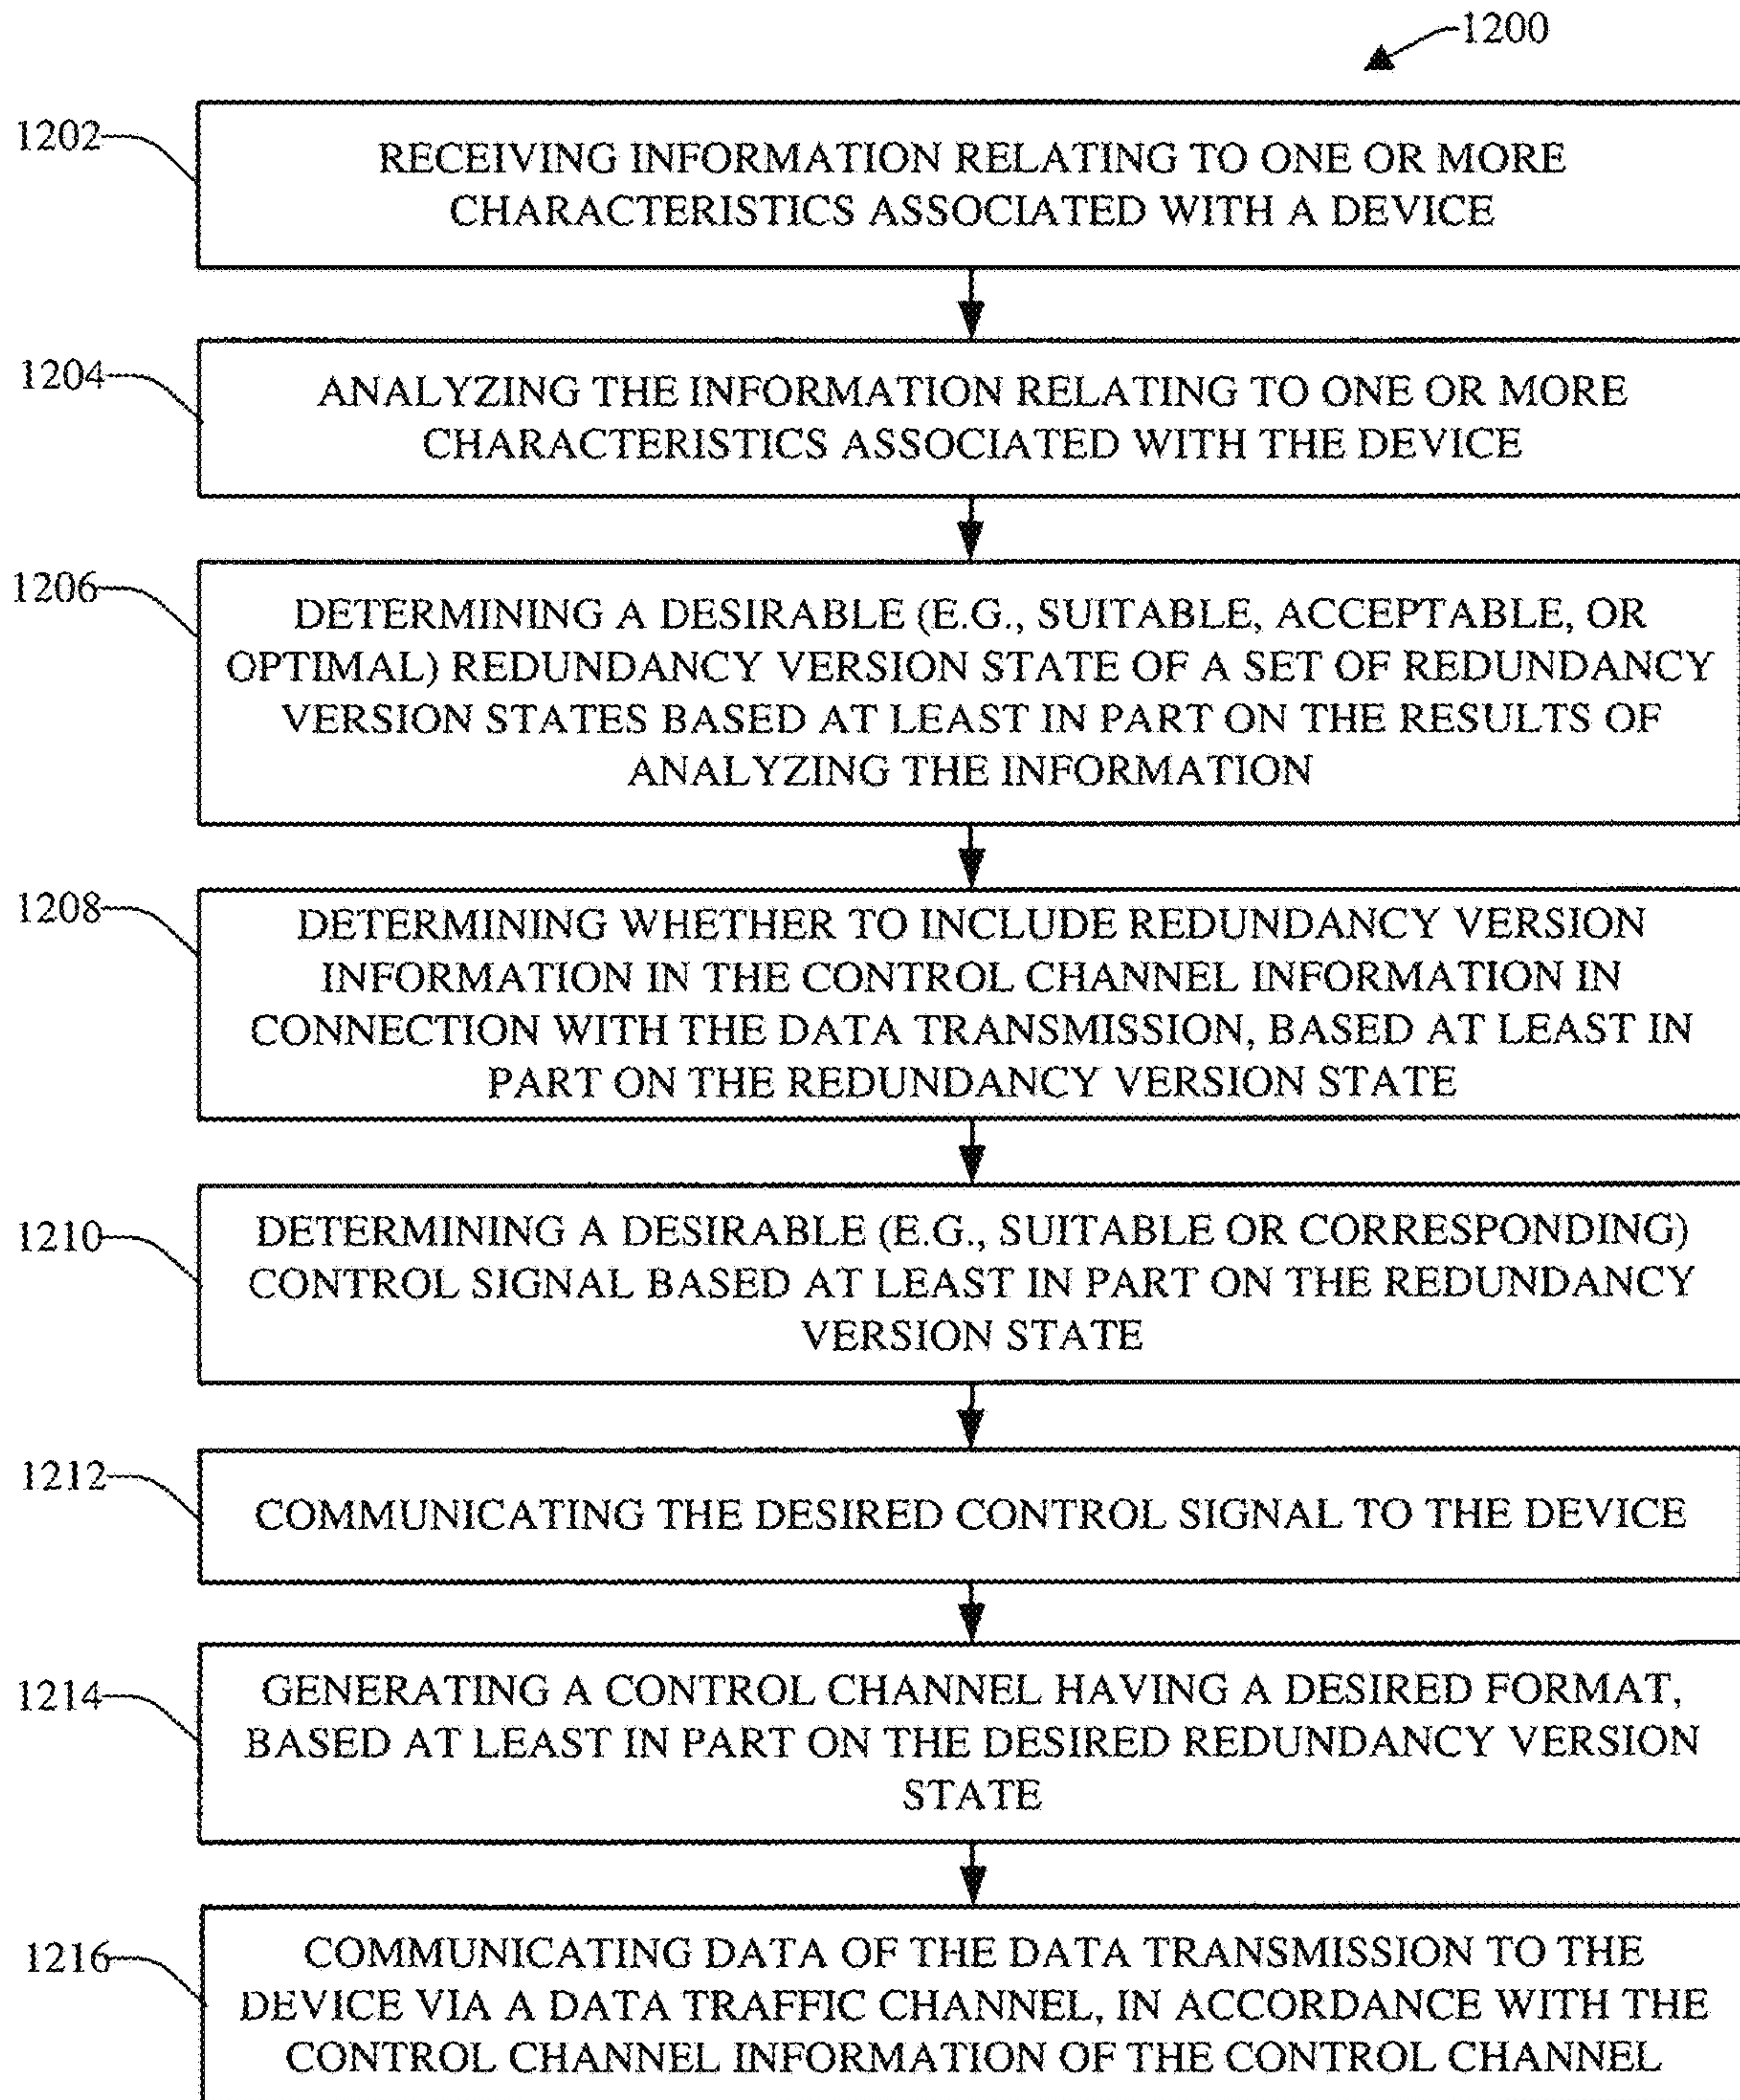 1200
1202
RECEIVING INFORMATION RELATING TO ONE OR MORE
CHARACTERISTICS ASSOCIATED WITH A DEVICE
1204
ANALYZING THE INFORMATION RELATING TO ONE OR MORE
CHARACTERISTICS ASSOCIATED WITH THE DEVICE
1206
DETERMINING A DESIRABLE (E.G., SUITABLE, ACCEPTABLE, OR
OPTIMAL) REDUNDANCY VERSION STATE OF A SET OF REDUNDANCY
VERSION STATES BASED AT LEAST IN PART ON THE RESULTS OF
ANALYZING THE INFORMATION
1208
DETERMINING WHETHER TO INCLUDE REDUNDANCY VERSION
INFORMATION IN THE CONTROL CHANNEL INFORMATION IN
CONNECTION WITH THE DATA TRANSMISSION, BASED AT LEAST IN
PART ON THE REDUNDANCY VERSION STATE
1210
DETERMINING A DESIRABLE (E.G., SUITABLE OR CORRESPONDING)
CONTROL SIGNAL BASED AT LEAST IN PART ON THE REDUNDANCY
VERSION STATE
1212
COMMUNICATING THE DESIRED CONTROL SIGNAL TO THE DEVICE
1214
GENERATING A CONTROL CHANNEL HAVING A DESIRED FORMAT,
BASED AT LEAST IN PART ON THE DESIRED REDUNDANCY VERSION
STATE
1216
COMMUNICATING DATA OF THE DATA TRANSMISSION TO THE
DEVICE VIA A DATA TRAFFIC CHANNEL, IN ACCORDANCE WITH THE
CONTROL CHANNEL INFORMATION OF THE CONTROL CHANNEL